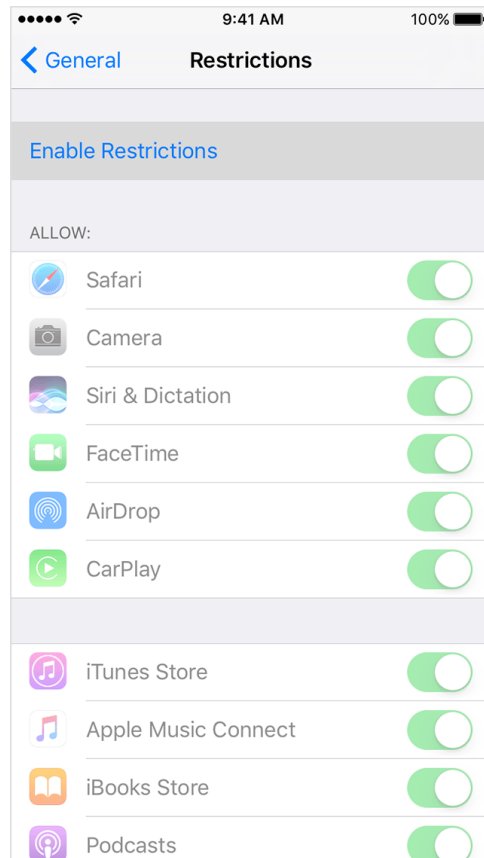 9:41 AM 100%
General Restrictions
Enable Restrictions
ALLOW:
Safari
Camera
Siri & Dictation
FaceTime
AirDrop
CarPlay
iTunes Store
Apple Music Connect
iBooks Store
Podcasts